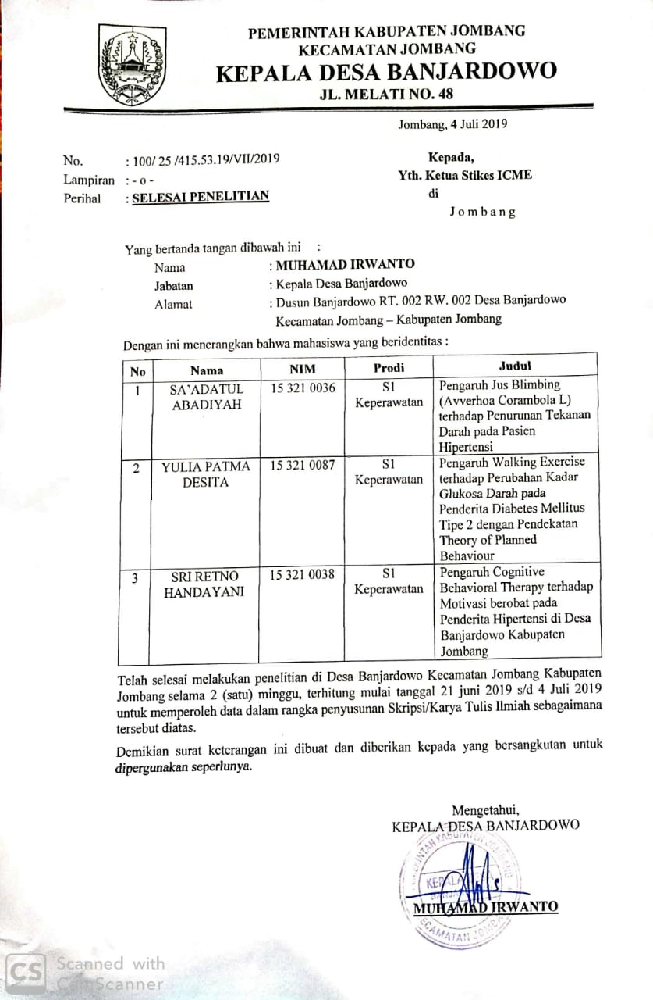 PEMERINTAH KABUPATEN JOMBANG
KECAMATAN JOMBANG
KEPALA DESA BANJARDOWO
JL. MELATI NO. 48
Jombang, 4 Juli 2019
No. : 100/ 25 /415.53.19/VII/2019
Lampiran : - o -
Perihal : SELESAI PENELITIAN
Kepada,
Yth. Ketua Stikes ICME
di
J o m b a n g
Yang bertanda tangan dibawah ini :
Nama : MUHAMAD IRWANTO
Jabatan : Kepala Desa Banjardowo
Alamat : Dusun Banjardowo RT. 002 RW. 002 Desa Banjardowo
Kecamatan Jombang – Kabupaten Jombang
Dengan ini menerangkan bahwa mahasiswa yang beridentitas :
No Nama NIM Prodi Judul
1 SA'ADATUL ABADIYAH 15 321 0036 S1 Keperawatan
Pengaruh Jus Blimbing
(Avverhoa Corambola L)
terhadap Penurunan Tekanan
Darah pada Pasien
Hipertensi
2 YULIA PATMA DESITA 15 321 0087 S1 Keperawatan
Pengaruh Walking Exercise
terhadap Perubahan Kadar
Glukosa Darah pada
Penderita Diabetes Mellitus
Tipe 2 dengan Pendekatan
Theory of Planned
Behaviour
3 SRI RETNO HANDAYANI 15 321 0038 S1 Keperawatan
Pengaruh Cognitive
Behavioral Therapy terhadap
Motivasi berobat pada
Penderita Hipertensi di Desa
Banjardowo Kabupaten
Jombang
Telah selesai melakukan penelitian di Desa Banjardowo Kecamatan Jombang Kabupaten
Jombang selama 2 (satu) minggu, terhitung mulai tanggal 21 juni 2019 s/d 4 Juli 2019
untuk memperoleh data dalam rangka penyusunan Skripsi/Karya Tulis Ilmiah sebagaimana
tersebut diatas.
Demikian surat keterangan ini dibuat dan diberikan kepada yang bersangkutan untuk
dipergunakan seperlunya.
Mengetahui,
KEPALA DESA BANJARDOWO
MUHAMAD IRWANTO
CS Scanned with
CamScanner